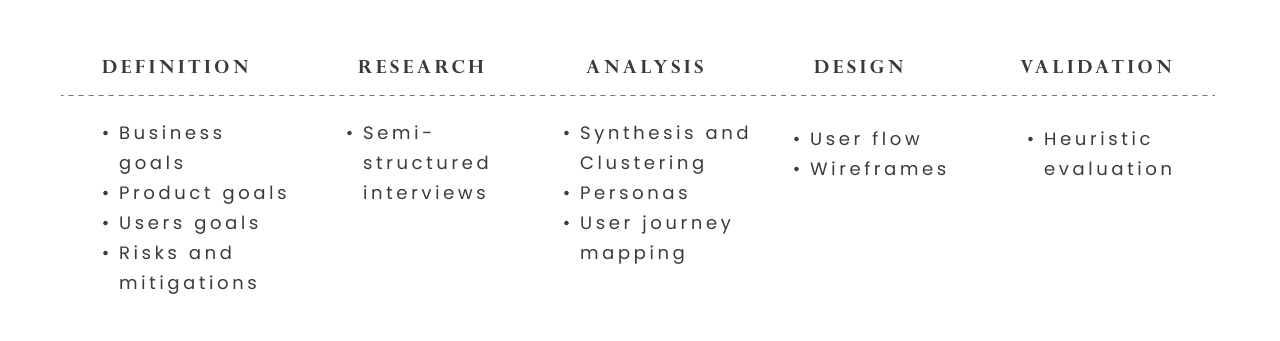 DEFINITION
• Business
goals
• Product goals
• Users goals
• Risks and
mitigations
RESEARCH
• Semi-
structured
interviews
ANALYSIS
• Synthesis and
Clustering
• Personas
• User journey
mapping
DESIGN
• User flow
• Wireframes
VALIDATION
• Heuristic
evaluation